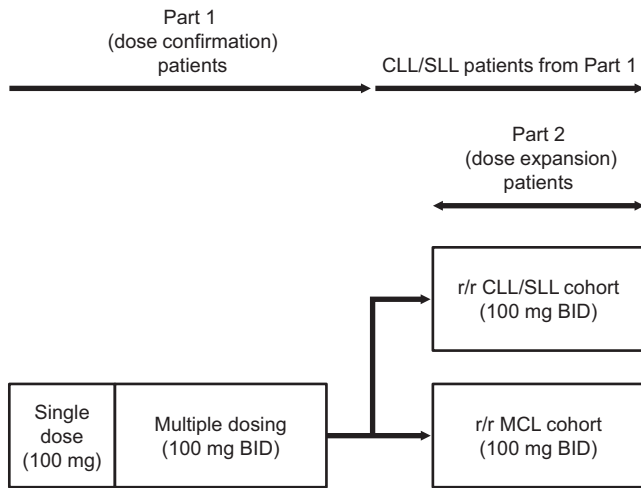 Part 1
(dose confirmation)
patients
CLL/SLL patients from Part 1
Part 2
(dose expansion)
patients
r/r CLL/SLL cohort
(100 mg BID)
Single
dose
(100 mg)
Multiple dosing
(100 mg BID)
r/r MCL cohort
(100 mg BID)